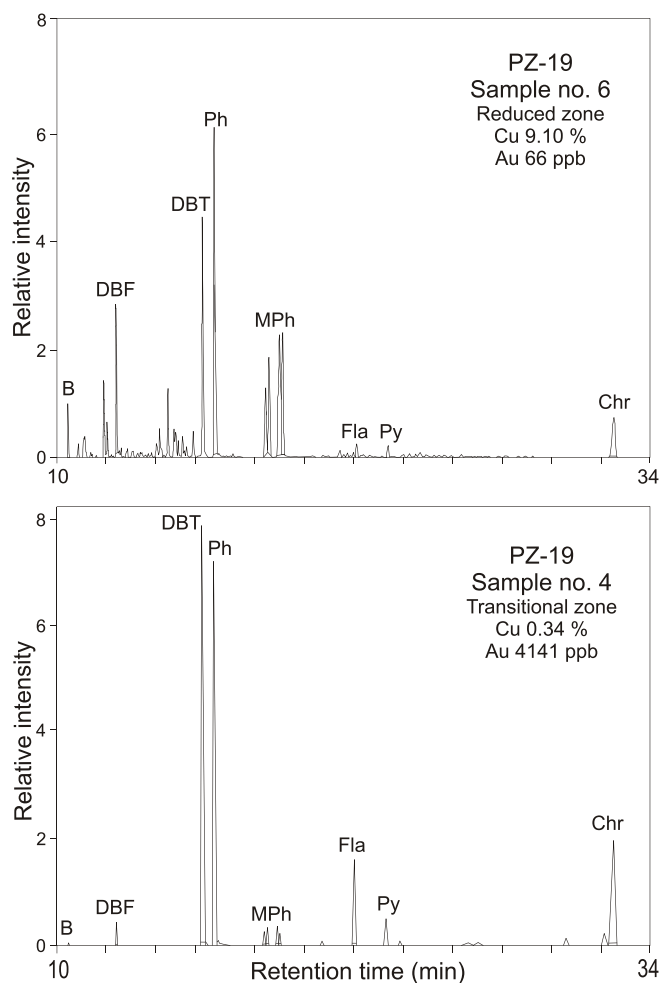 8
PZ-19
Sample no. 6
Reduced zone
Cu 9.10 %
Au 66 ppb
6
Ph
DBT
4
DBF
MPh
2
B
Fla
Py
Chr
0
10
34
Relative intensity
8
DBT
Ph
PZ-19
Sample no. 4
Transitional zone
Cu 0.34 %
Au 4141 ppb
6
4
2
Chr
Fla
DBF
MPh
Py
B
0
10
Retention time (min)
34
Relative intensity